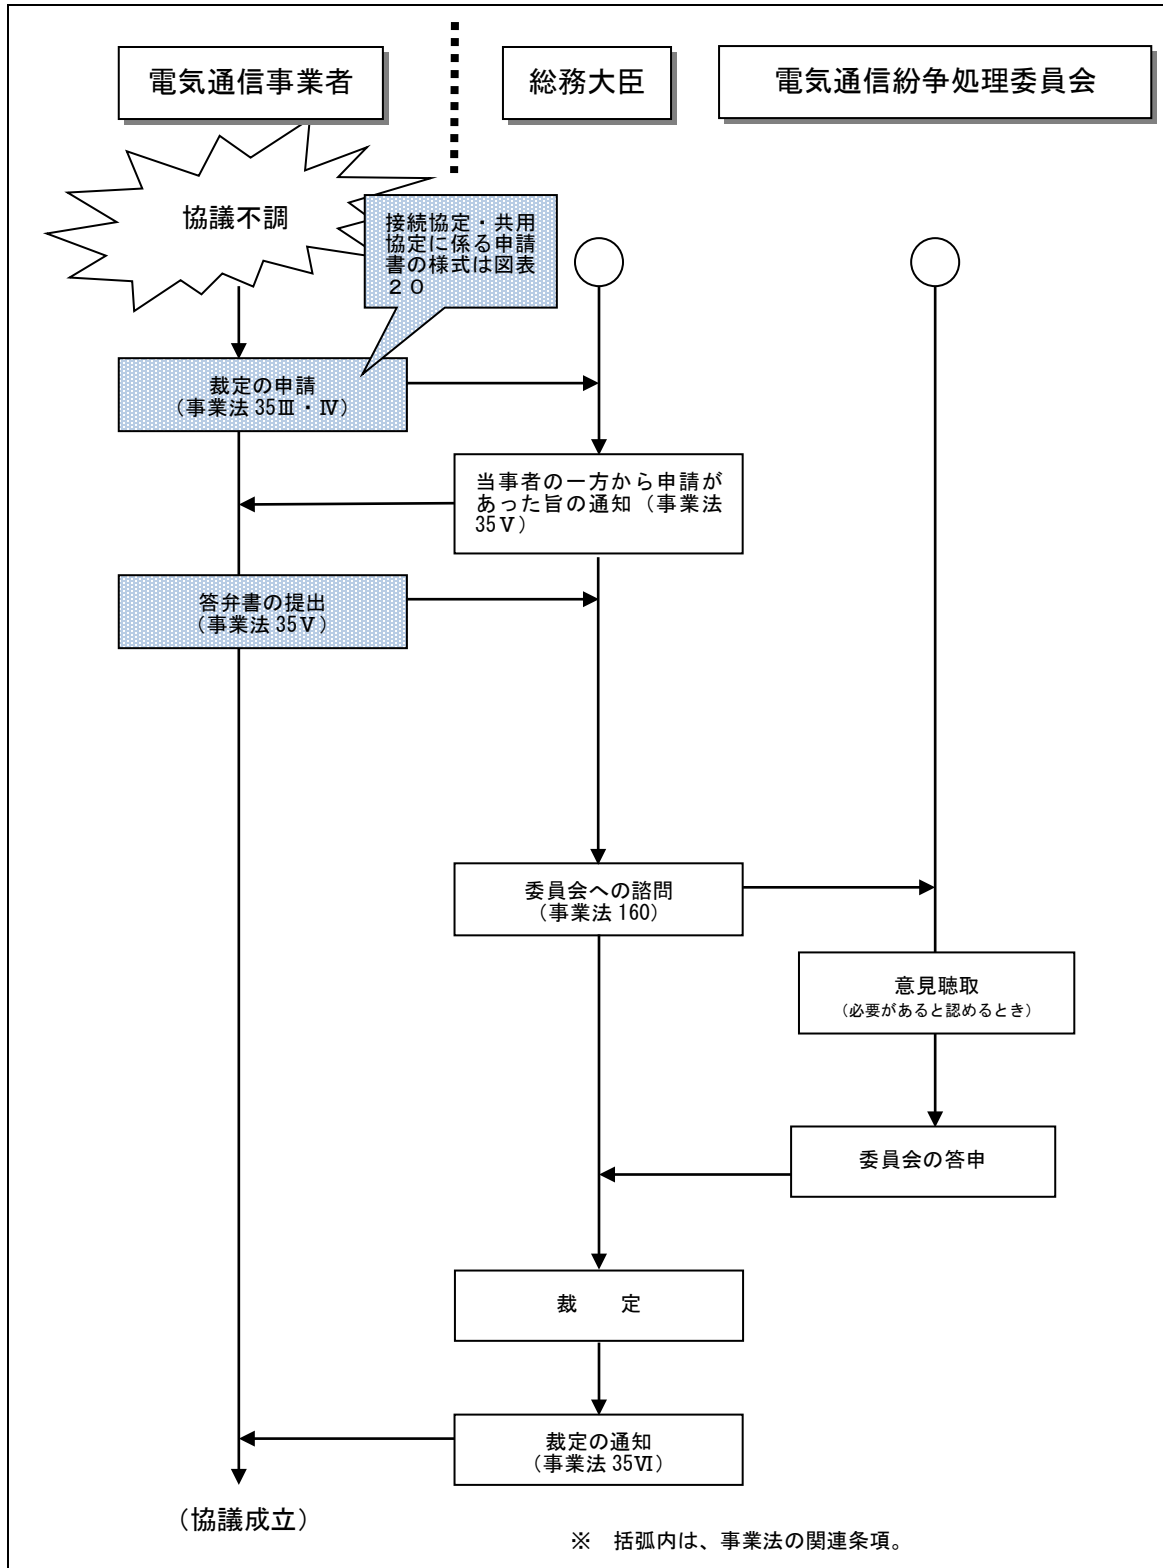 電気通信事業者
総務大臣
電気通信紛争処理委員会
協議不調
接続協定・共用
協定に係る申請
書の様式は図表
２０
裁定の申請
（事業法 35Ⅲ・Ⅳ）
当事者の一方から申請が
あった旨の通知（事業法
35Ⅴ）
答弁書の提出
（事業法 35Ⅴ）
委員会への諮問
（事業法 160）
意見聴取
（必要があると認めるとき）
委員会の答申
裁　　定
裁定の通知
（事業法 35Ⅵ）
（協議成立）
※　括弧内は、事業法の関連条項。